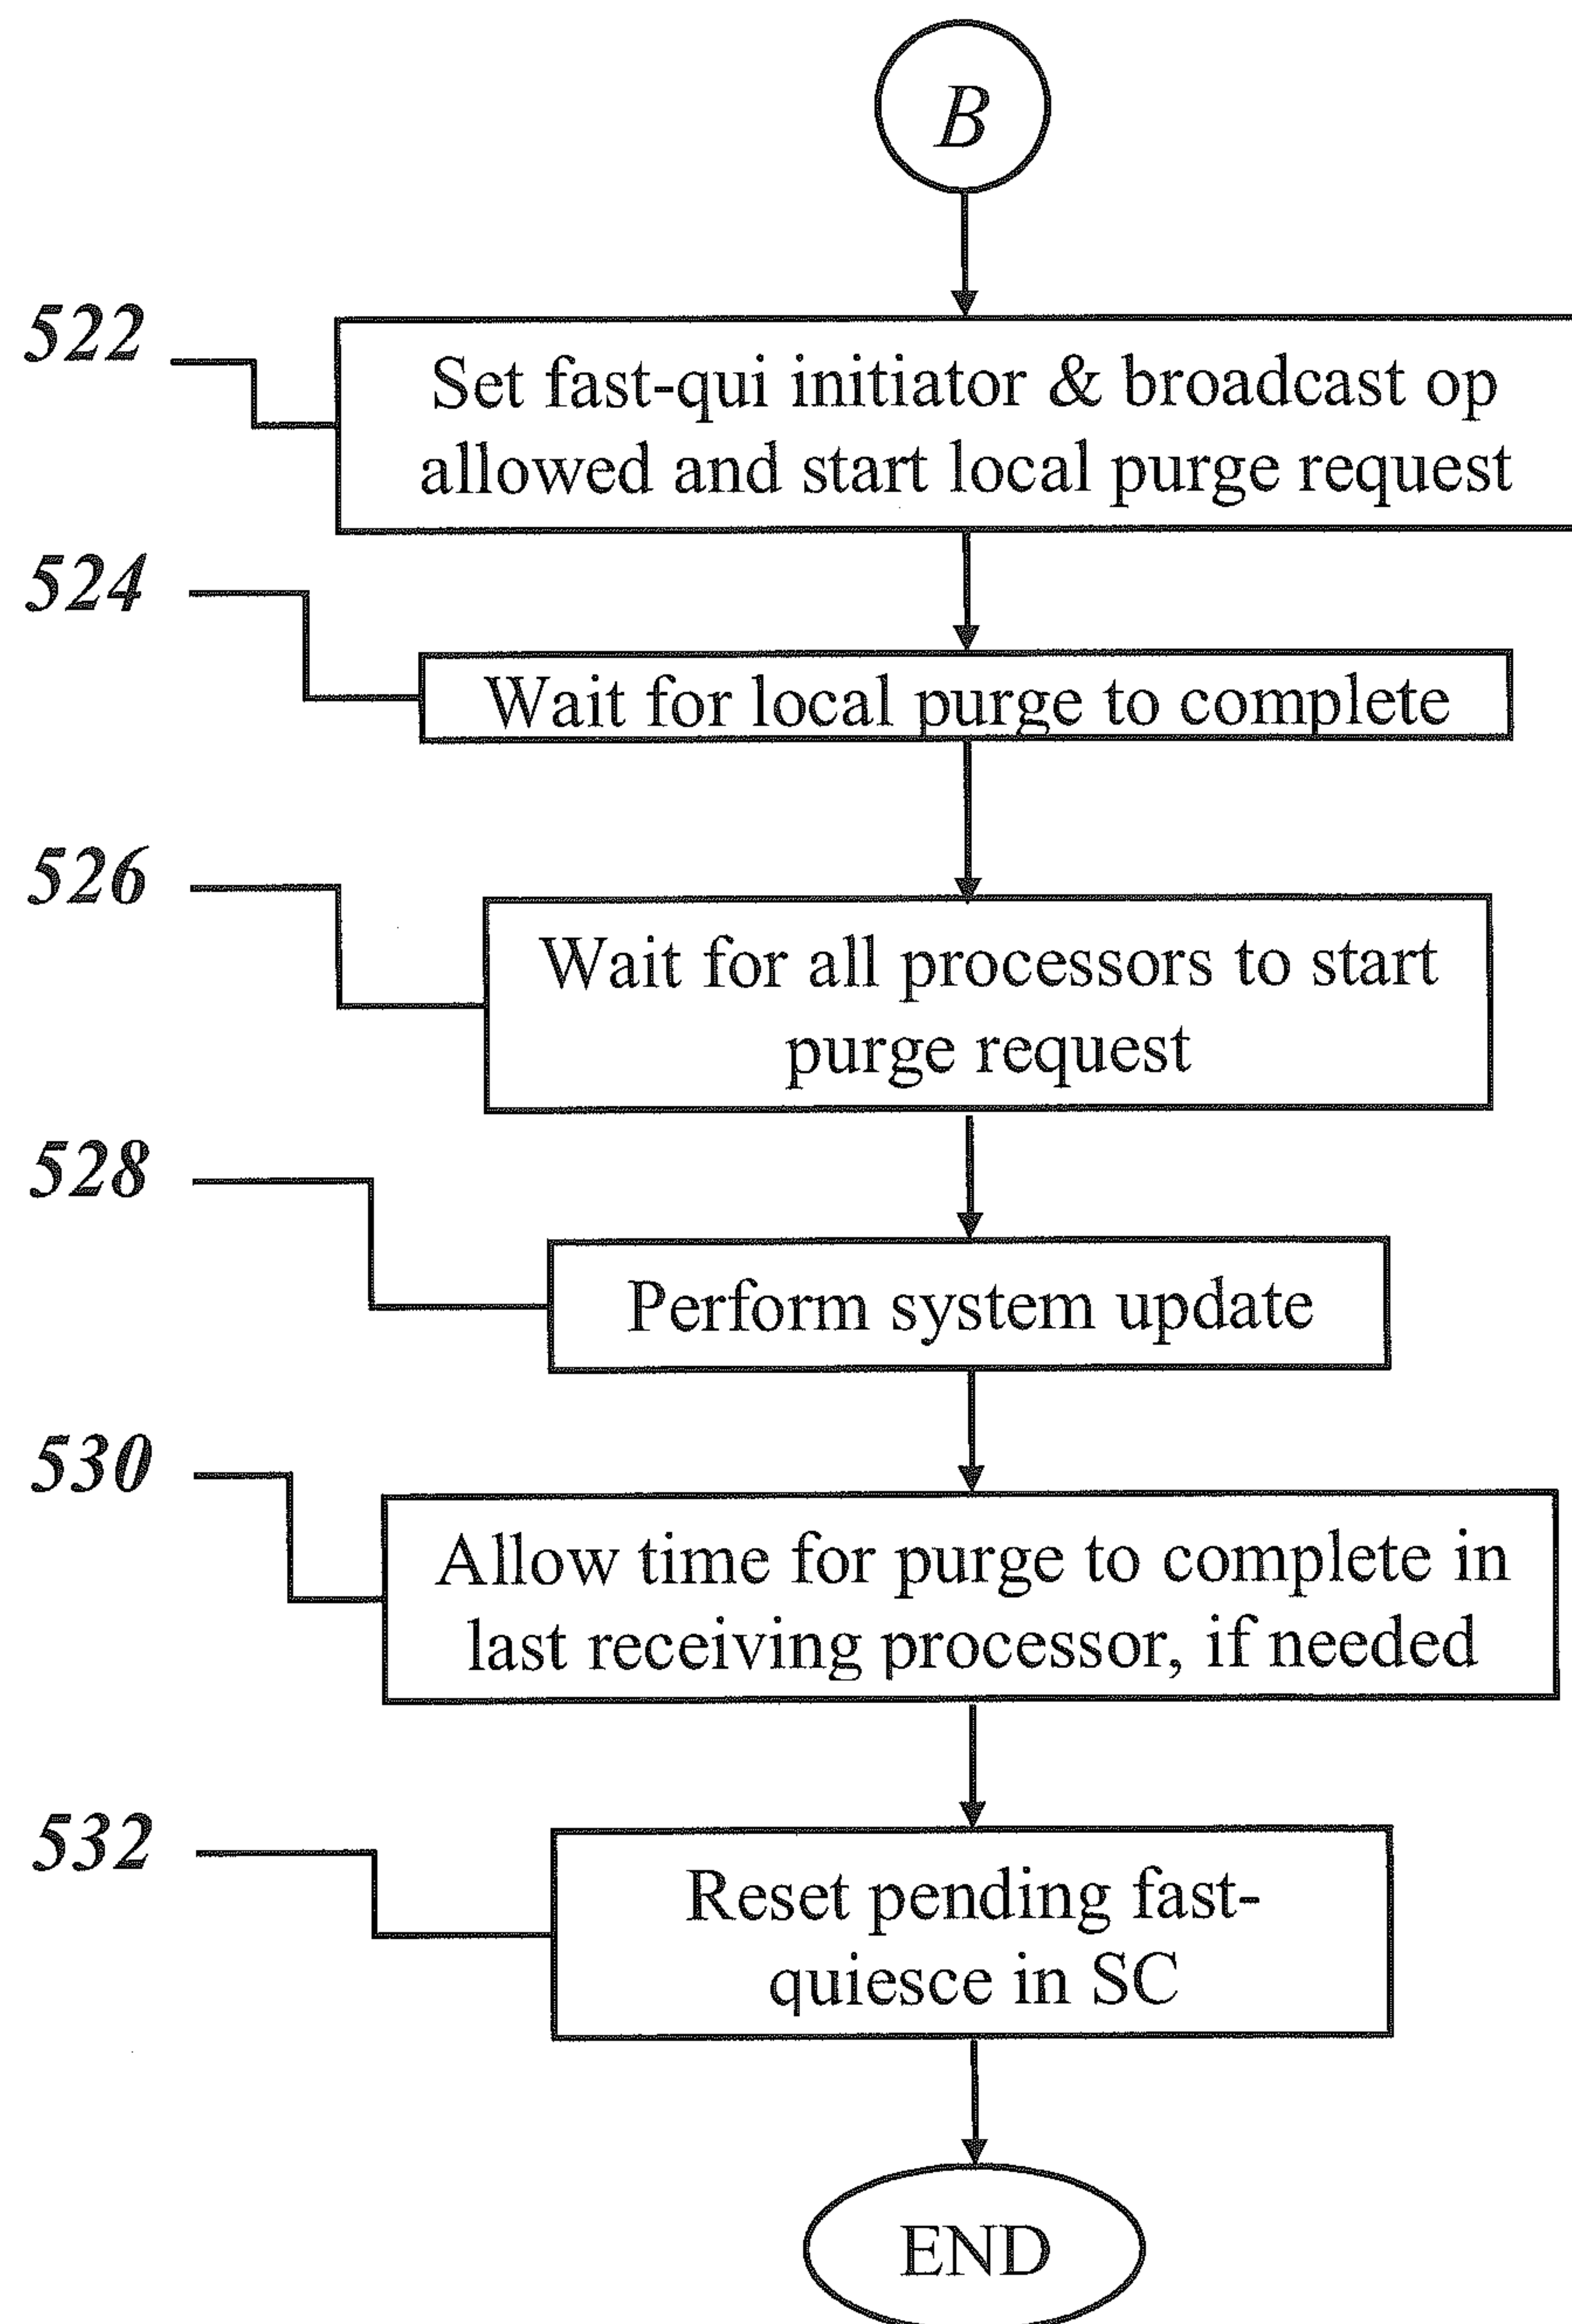 B
522
Set fast-qui initiator & broadcast op
allowed and start local purge request
524
Wait for local purge to complete
526
Wait for all processors to start
purge request
528
Perform system update
530
Allow time for purge to complete in
last receiving processor, if needed
532
Reset pending fast-
quiesce in SC
END